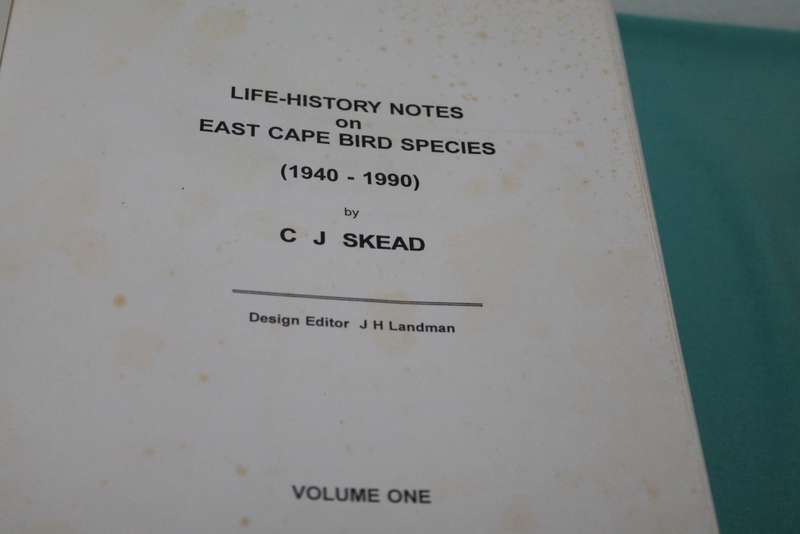 LIFE-HISTORY NOTES
on
EAST CAPE BIRD SPECIES
(1940 - 1990)
by
C J SKEAD
Design Editor J H Landman
VOLUME ONE